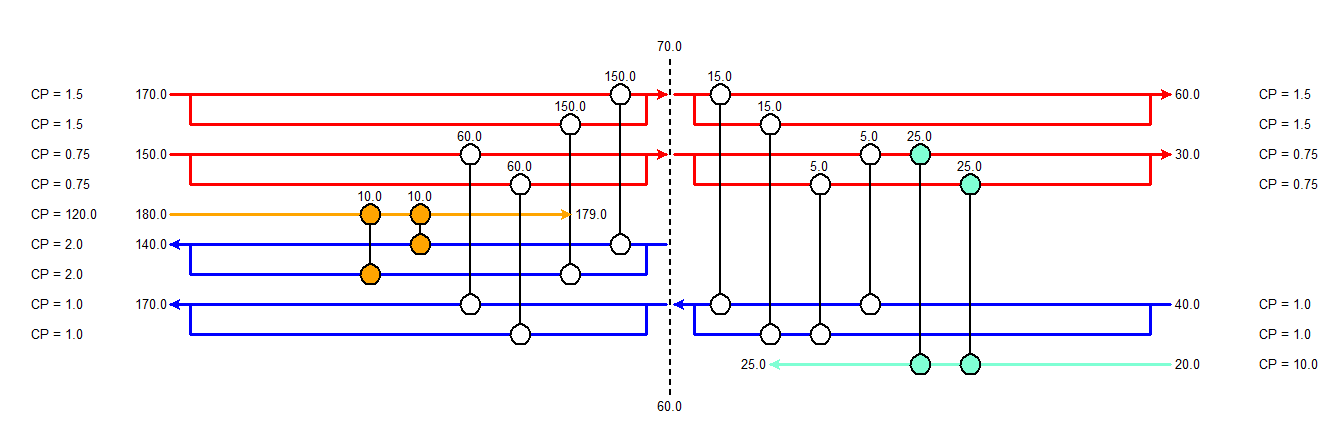 70.0
150.0 15.0
CP = 1.5 170.0 60.0 CP = 1.5
150.0 15.0
CP = 1.5 CP = 1.5
60.0 5.0 25.0
CP = 0.75 150.0 30.0 CP = 0.75
60.0 5.0 25.0
CP = 0.75 CP = 0.75
10.0 10.0
CP = 120.0 180.0 179.0
CP = 2.0 140.0
CP = 2.0
CP = 1.0 170.0 40.0 CP = 1.0
CP = 1.0 CP = 1.0
25.0 20.0 CP = 10.0
60.0